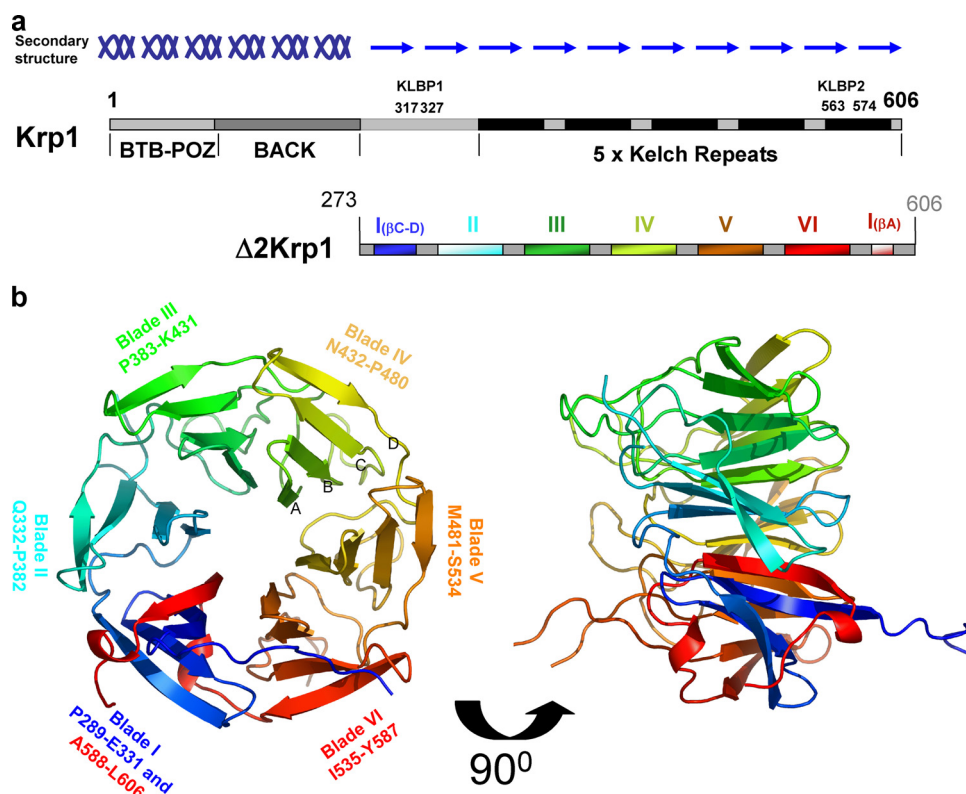 a
Secondary
structure
KLBP1
KLBP2
1
317 327
563 574
606
Krp1
BTB-POZ
BACK
5 x Kelch Repeats
273
606
I(βC-D)
II
III
IV
V
VI
I(βA)
Δ2Krp1
b
Blade III
P383-K431
Blade IV
N432-P480
D
C
B
A
Blade II
Q332-P382
Blade V
M481-S534
Blade I
P289-E331 and
A588-L606
Blade VI
I535-Y587
90⁰